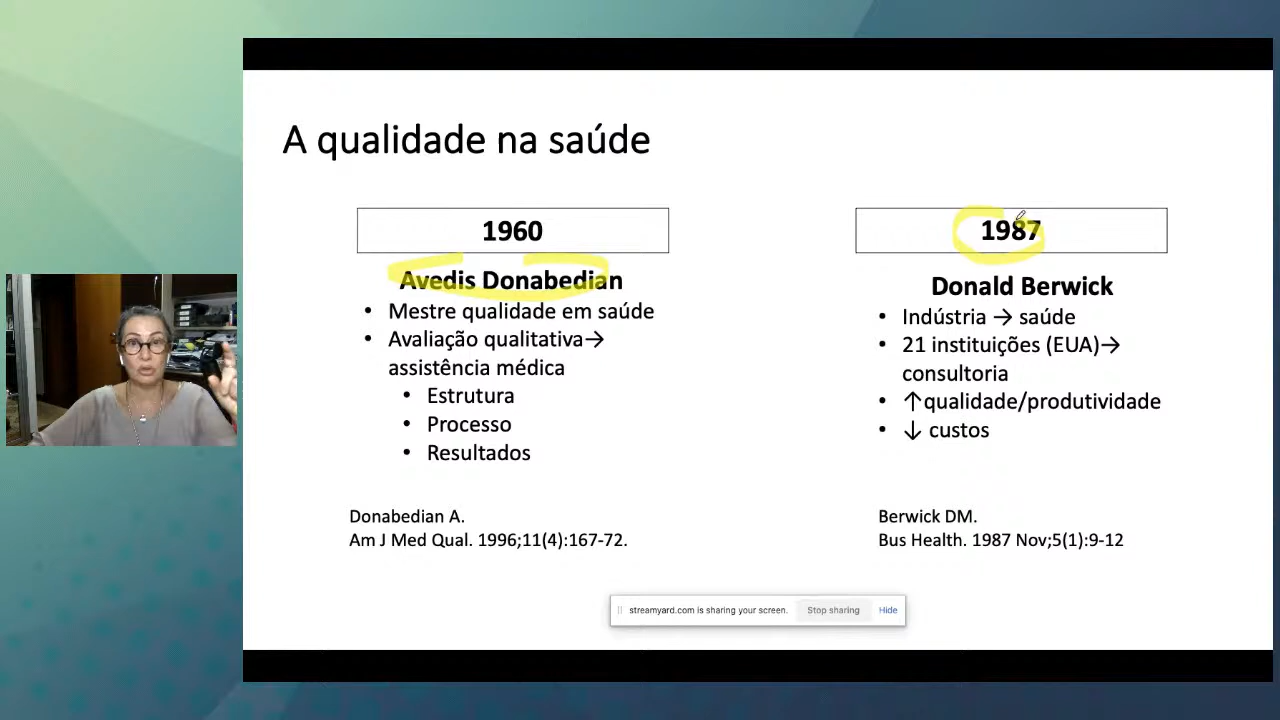 A qualidade na saúde
1960
Avedis Donabedian
• Mestre qualidade em saúde
• Avaliação qualitativa→
assistência médica
• Estrutura
• Processo
• Resultados
Donabedian A.
Am J Med Qual. 1996;11(4):167-72.
1987
Donald Berwick
• Indústria → saúde
• 21 instituições (EUA)→
consultoria
• ↑qualidade/produtividade
• ↓ custos
Berwick DM.
Bus Health. 1987 Nov;5(1):9-12
streamyard.com is sharing your screen. Stop sharing Hide